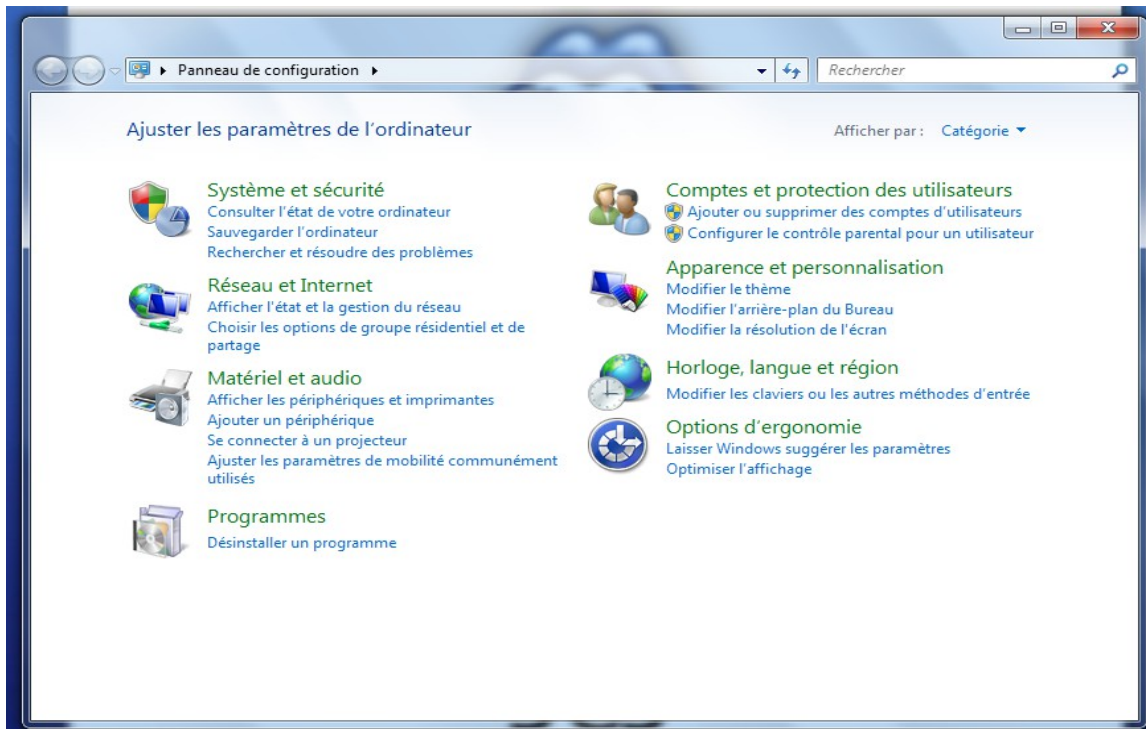 Panneau de configuration
Rechercher
Ajuster les paramètres de l'ordinateur
Afficher par :
Catégorie
Système et sécurité
Consulter l'état de votre ordinateur
Sauvegarder l'ordinateur
Rechercher et résoudre des problèmes
Réseau et Internet
Afficher l'état et la gestion du réseau
Choisir les options de groupe résidentiel et de
partage
Matériel et audio
Afficher les périphériques et imprimantes
Ajouter un périphérique
Se connecter à un projecteur
Ajuster les paramètres de mobilité communément
utilisés
Programmes
Désinstaller un programme
Comptes et protection des utilisateurs
Ajouter ou supprimer des comptes d'utilisateurs
Configurer le contrôle parental pour un utilisateur
Apparence et personnalisation
Modifier le thème
Modifier l'arrière-plan du Bureau
Modifier la résolution de l'écran
Horloge, langue et région
Modifier les claviers ou les autres méthodes d'entrée
Options d'ergonomie
Laisser Windows suggérer les paramètres
Optimiser l'affichage